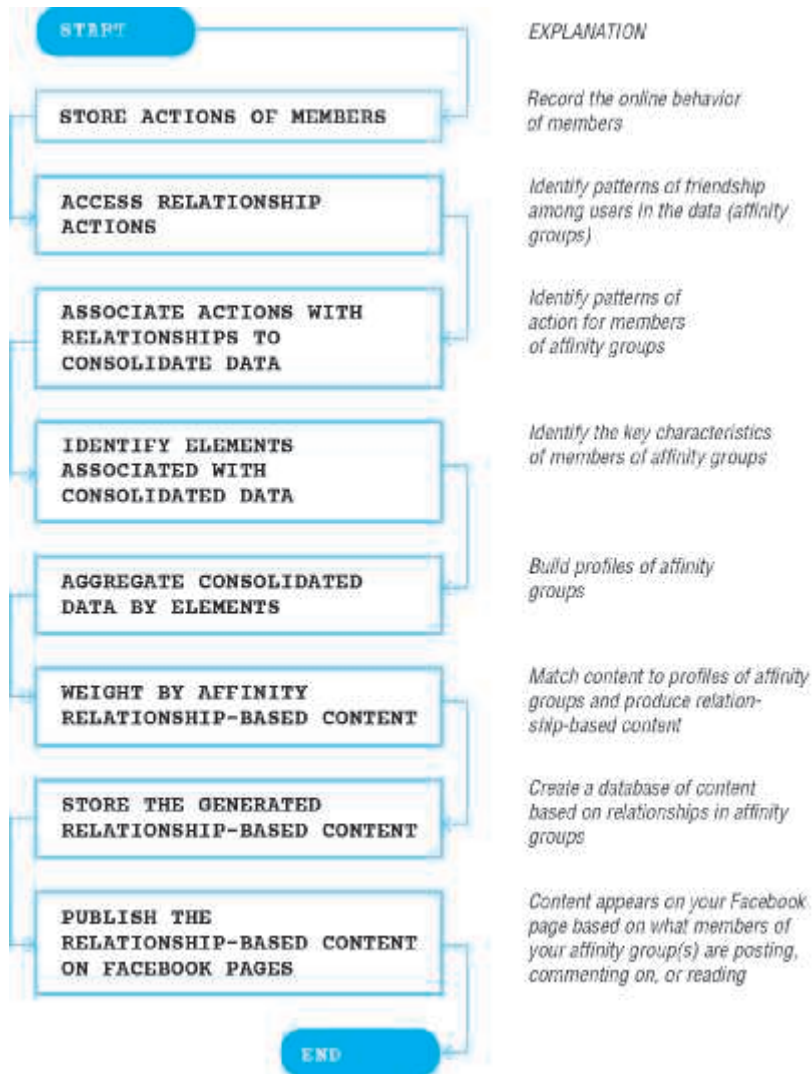 START
EXPLANATION
STORE ACTIONS OF MEMBERS
Record the online behavior
of members
ACCESS RELATIONSHIP
ACTIONS
Identify patterns of friendship
among users in the data (affinity
groups)
ASSOCIATE ACTIONS WITH
RELATIONSHIPS TO
CONSOLIDATE DATA
Identify patterns of
action for members
of affinity groups
IDENTIFY ELEMENTS
ASSOCIATED WITH
CONSOLIDATED DATA
Identify the key characteristics
of members of affinity groups
AGGREGATE CONSOLIDATED
DATA BY ELEMENTS
Build profiles of affinity
groups
WEIGHT BY AFFINITY
RELATIONSHIP-BASED CONTENT
Match content to profiles of affinity
groups and produce relation-
ship-based content
STORE THE GENERATED
RELATIONSHIP-BASED CONTENT
Create a database of content
based on relationships in affinity
groups
PUBLISH THE
RELATIONSHIP-BASED CONTENT
ON FACEBOOK PAGES
Content appears on your Facebook
page based on what members of
your affinity group(s) are posting,
commenting on, or reading
END